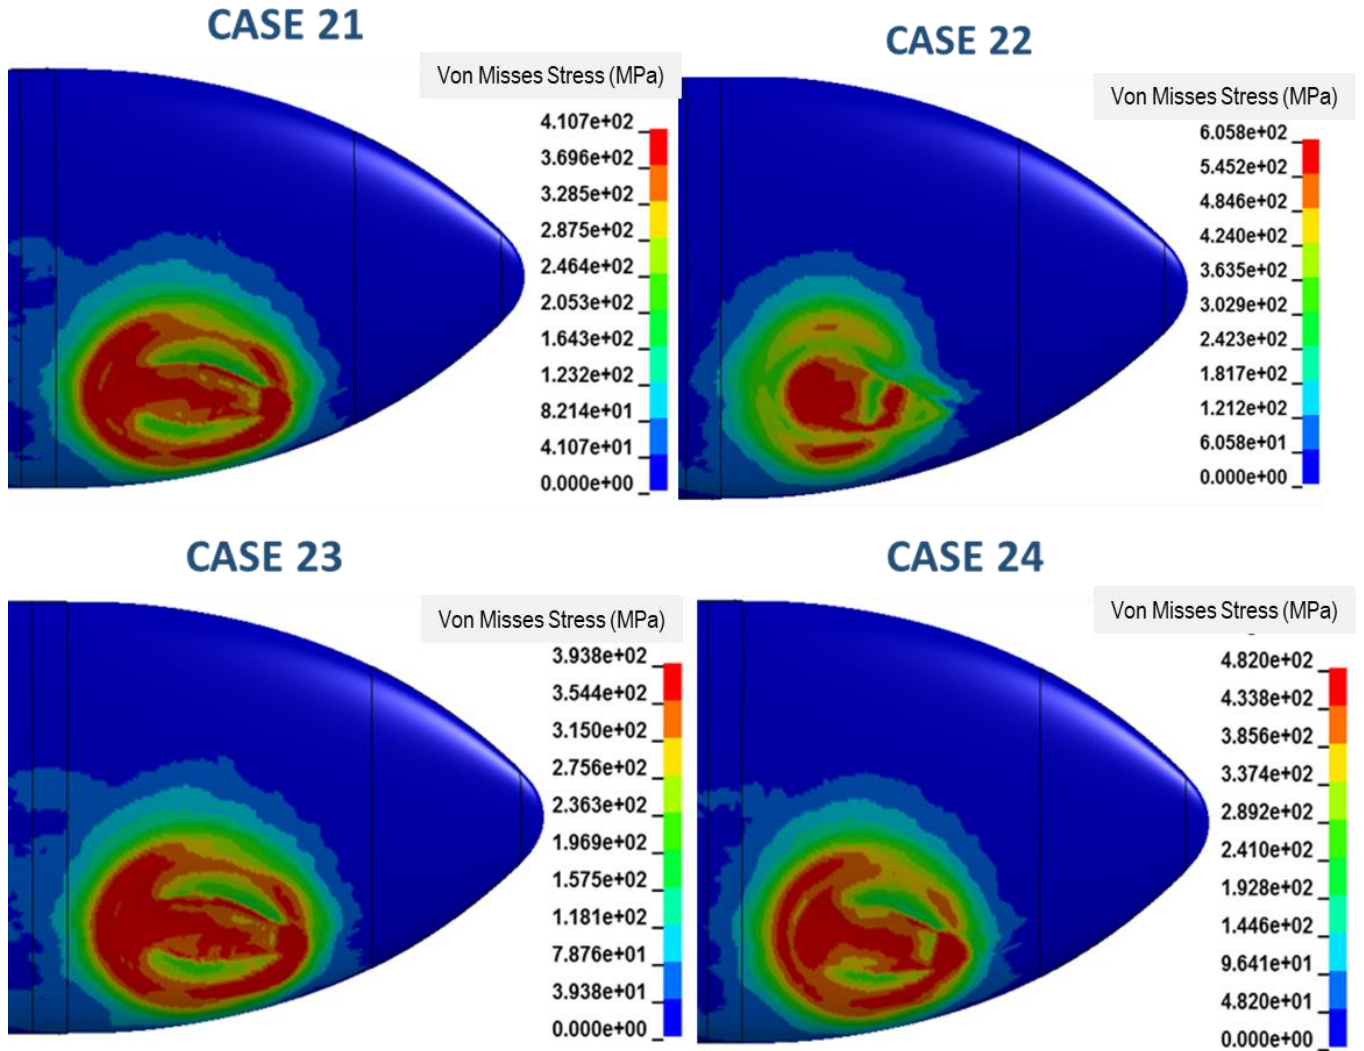 CASE 21
Von Misses Stress (MPa)
4.107e+02
3.696e+02
3.285e+02
2.875e+02
2.464e+02
2.053e+02
1.643e+02
1.232e+02
8.214e+01
4.107e+01
0.000e+00
CASE 22
Von Misses Stress (MPa)
6.058e+02
5.452e+02
4.846e+02
4.240e+02
3.635e+02
3.029e+02
2.423e+02
1.817e+02
1.212e+02
6.058e+01
0.000e+00
CASE 23
Von Misses Stress (MPa)
3.938e+02
3.544e+02
3.150e+02
2.756e+02
2.363e+02
1.969e+02
1.575e+02
1.181e+02
7.876e+01
3.938e+01
0.000e+00
CASE 24
Von Misses Stress (MPa)
4.820e+02
4.338e+02
3.856e+02
3.374e+02
2.892e+02
2.410e+02
1.928e+02
1.446e+02
9.641e+01
4.820e+01
0.000e+00